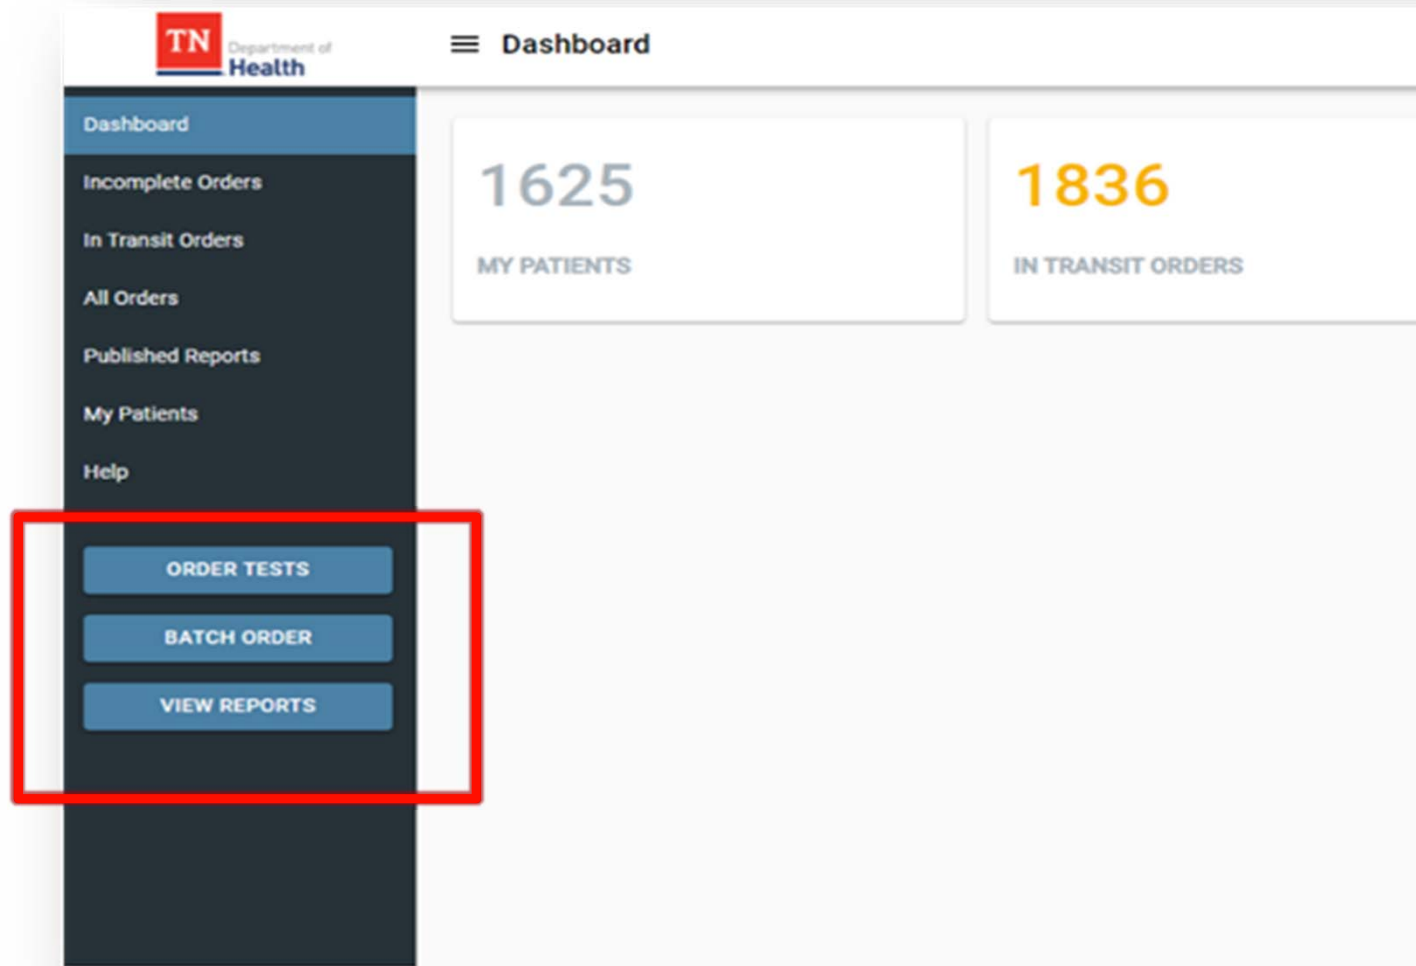 TN Department of
Health
Dashboard
Dashboard
Incomplete Orders
In Transit Orders
All Orders
Published Reports
My Patients
Help
ORDER TESTS
BATCH ORDER
VIEW REPORTS
1625
MY PATIENTS
1836
IN TRANSIT ORDERS